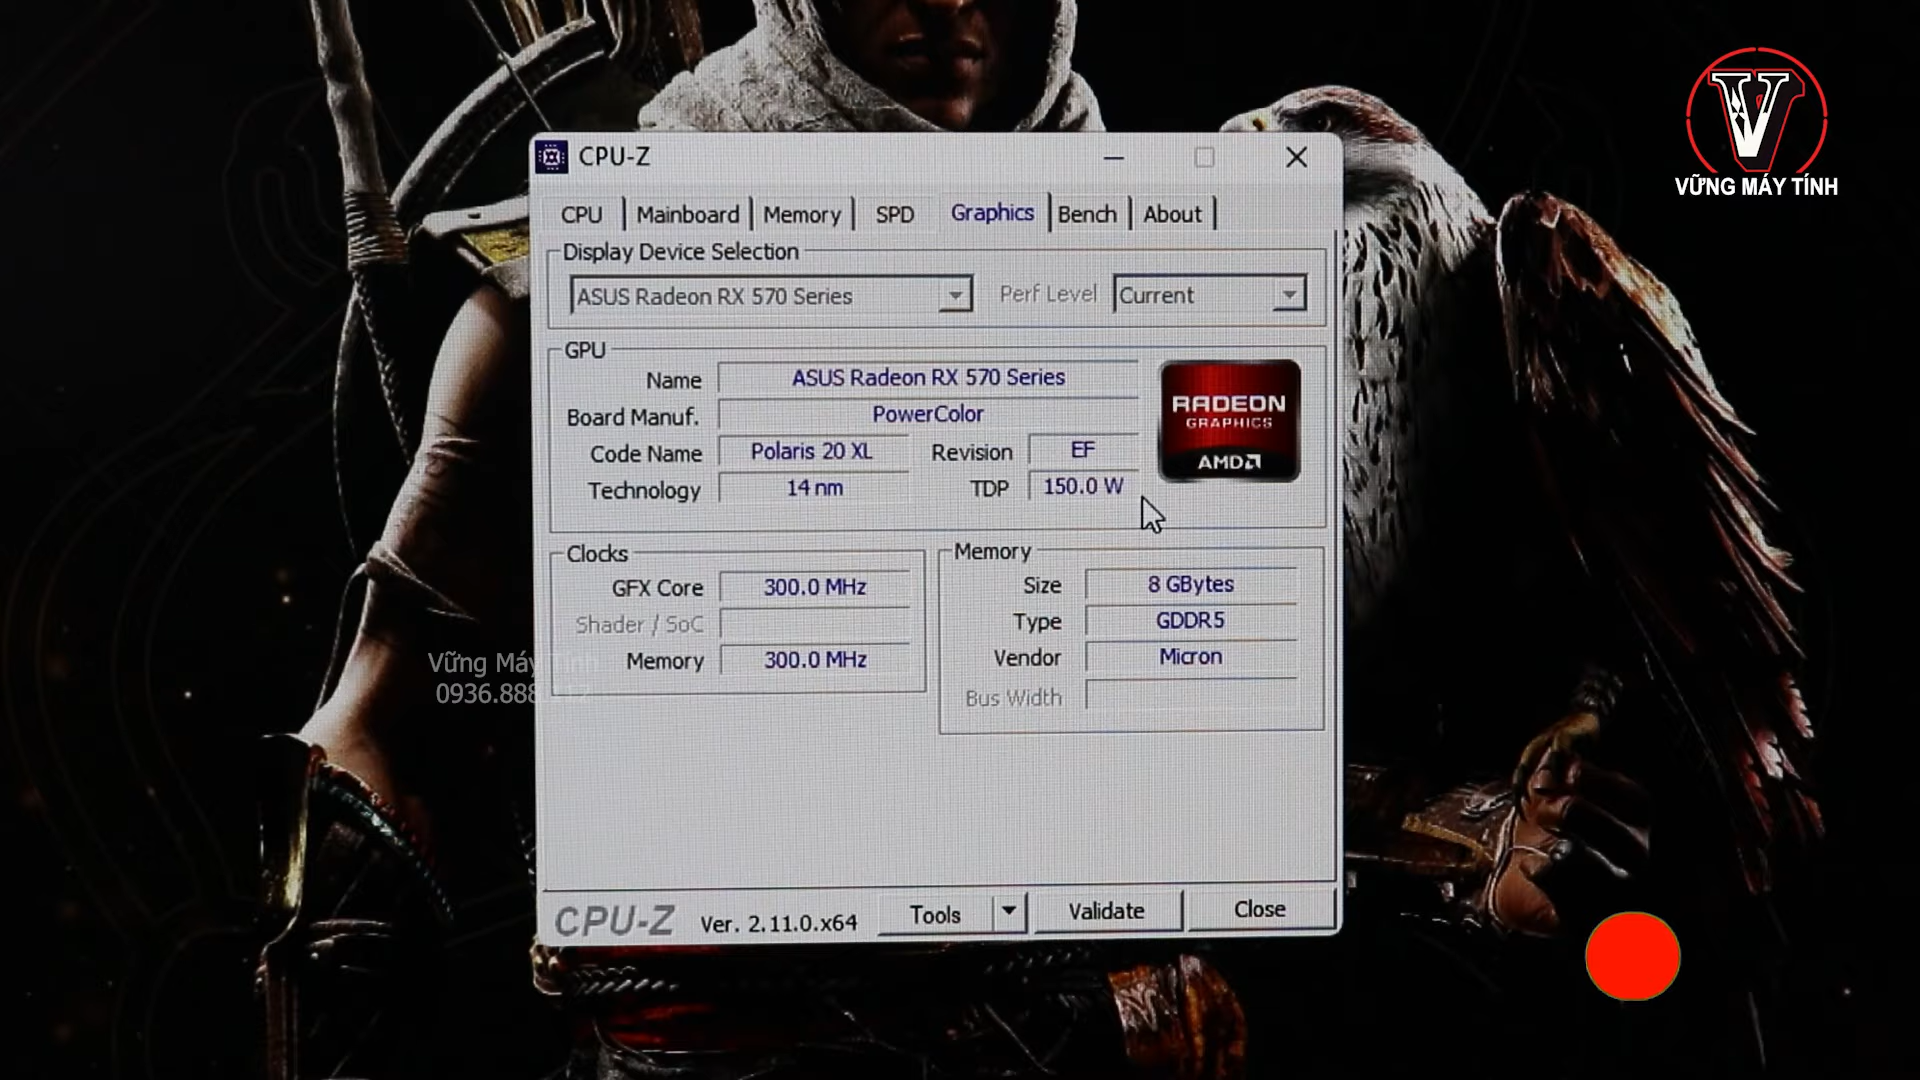 VỮNG MÁY TÍNH
CPU-Z
CPU Mainboard Memory SPD Graphics Bench About
Display Device Selection
ASUS Radeon RX 570 Series Perf Level Current
GPU
Name ASUS Radeon RX 570 Series
Board Manuf. PowerColor
Code Name Polaris 20 XL Revision EF
Technology 14 nm TDP 150.0 W
RADEON
GRAPHICS
AMD
Clocks
GFX Core 300.0 MHz
Shader / SoC
Memory 300.0 MHz
Memory
Size 8 GBytes
Type GDDR5
Vendor Micron
Bus Width
Vững Máy Tính
0936.888
CPU-Z Ver. 2.11.0.x64 Tools Validate Close